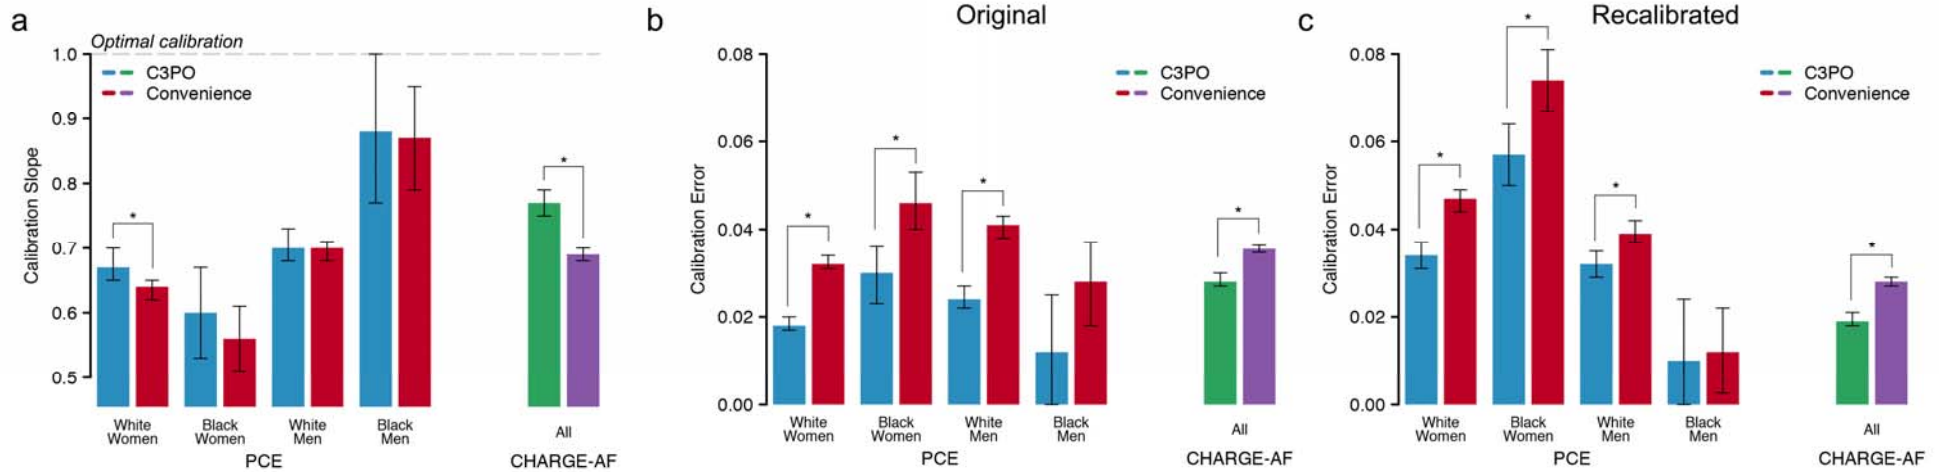 a
Optimal calibration
C3PO
Convenience
Calibration Slope
1.0
0.9
0.8
0.7
0.6
0.5
*
*
White
Women
Black
Women
White
Men
Black
Men
All
PCE
CHARGE-AF
b
Original
C3PO
Convenience
Calibration Error
0.08
0.06
0.04
0.02
0.00
*
*
*
*
White
Women
Black
Women
White
Men
Black
Men
All
PCE
CHARGE-AF
c
Recalibrated
C3PO
Convenience
Calibration Error
0.08
0.06
0.04
0.02
0.00
*
*
*
*
White
Women
Black
Women
White
Men
Black
Men
All
PCE
CHARGE-AF